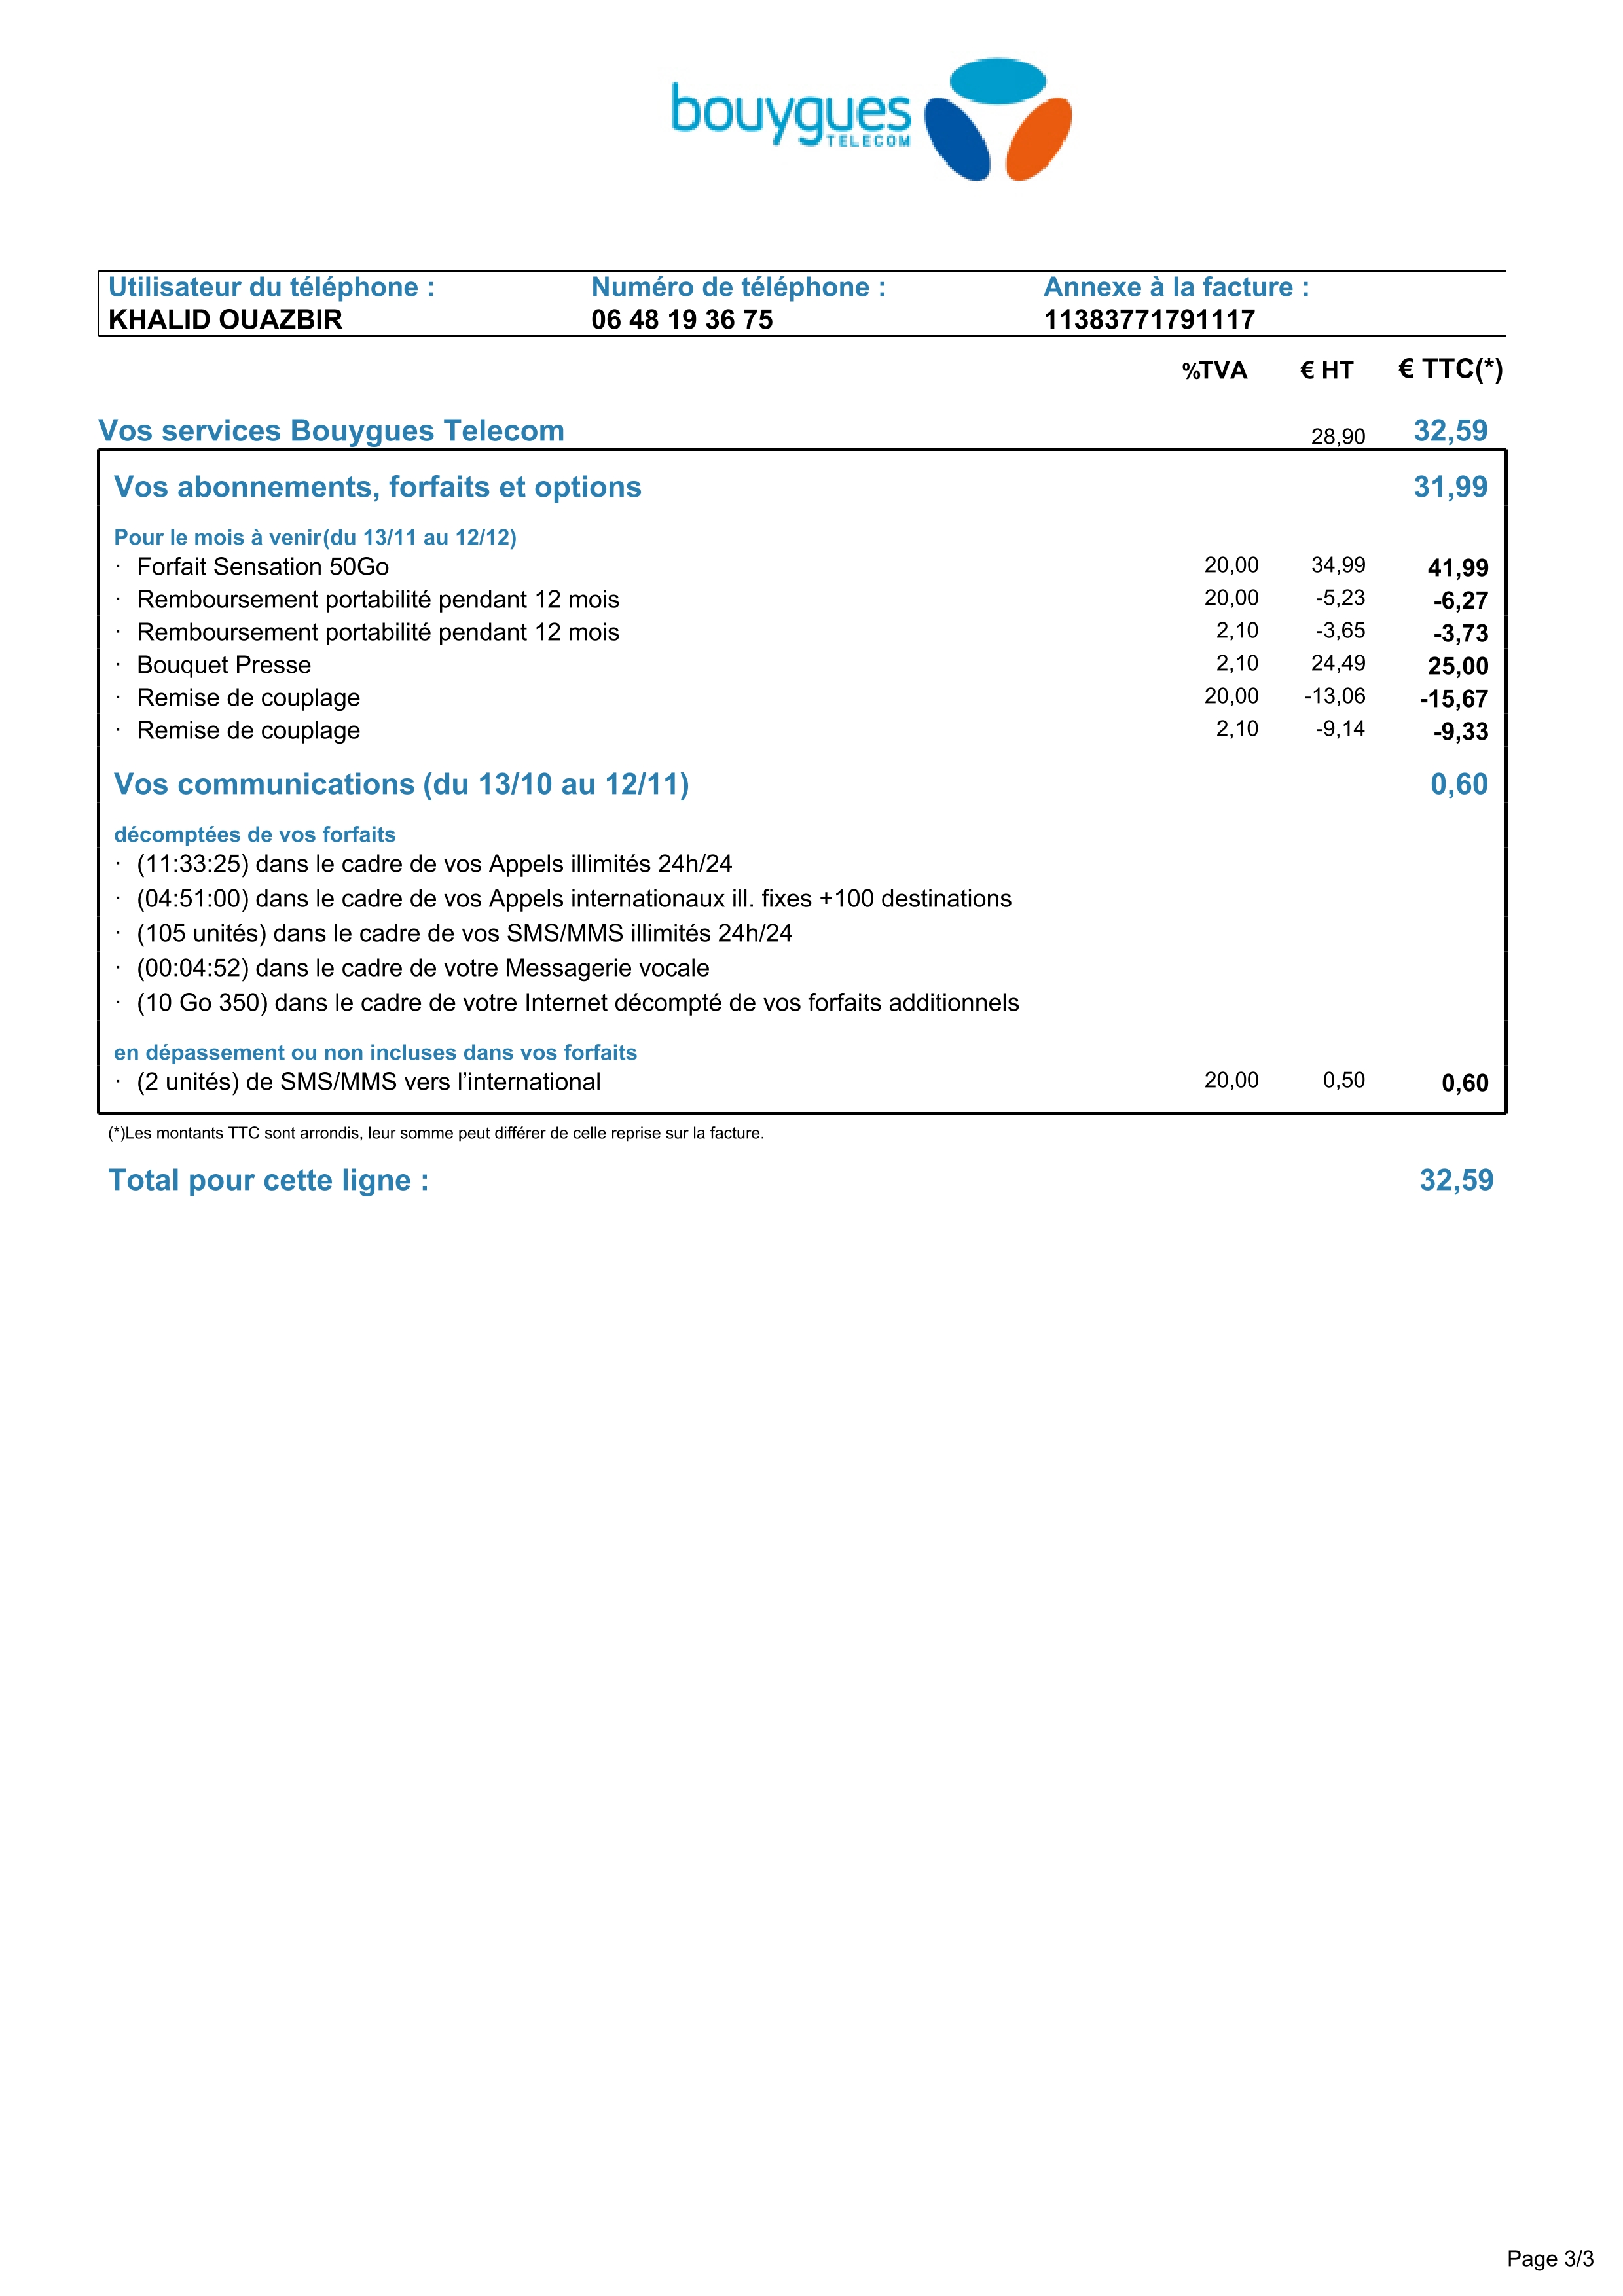 bouygues
TELECOM
Utilisateur du téléphone : Numéro de téléphone : Annexe à la facture :
KHALID OUAZBIR 06 48 19 36 75 11383771791117
%TVA € HT € TTC(*)
Vos services Bouygues Telecom 28,90 32,59
Vos abonnements, forfaits et options 31,99
Pour le mois à venir(du 13/11 au 12/12)
· Forfait Sensation 50Go 20,00 34,99 41,99
· Remboursement portabilité pendant 12 mois 20,00 -5,23 -6,27
· Remboursement portabilité pendant 12 mois 2,10 -3,65 -3,73
· Bouquet Presse 2,10 24,49 25,00
· Remise de couplage 20,00 -13,06 -15,67
· Remise de couplage 2,10 -9,14 -9,33
Vos communications (du 13/10 au 12/11) 0,60
décomptées de vos forfaits
· (11:33:25) dans le cadre de vos Appels illimités 24h/24
· (04:51:00) dans le cadre de vos Appels internationaux ill. fixes +100 destinations
· (105 unités) dans le cadre de vos SMS/MMS illimités 24h/24
· (00:04:52) dans le cadre de votre Messagerie vocale
· (10 Go 350) dans le cadre de votre Internet décompté de vos forfaits additionnels
en dépassement ou non incluses dans vos forfaits
· (2 unités) de SMS/MMS vers l’international 20,00 0,50 0,60
(*)Les montants TTC sont arrondis, leur somme peut différer de celle reprise sur la facture.
Total pour cette ligne : 32,59
Page 3/3